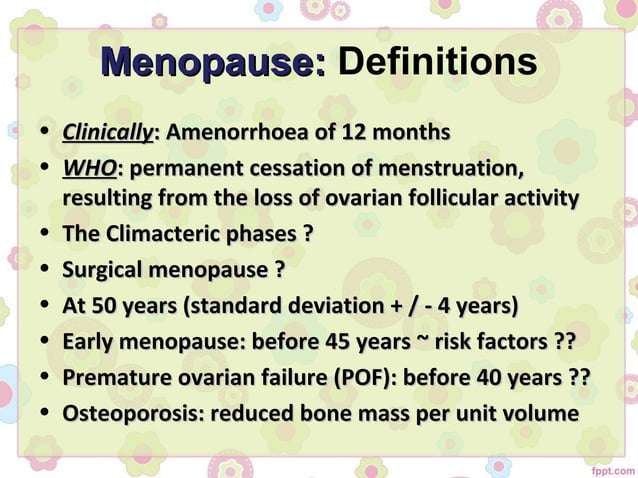 Menopause: Definitions
• Clinically: Amenorrhoea of 12 months
• WHO: permanent cessation of menstruation,
resulting from the loss of ovarian follicular activity
• The Climacteric phases ?
• Surgical menopause ?
• At 50 years (standard deviation + / - 4 years)
• Early menopause: before 45 years ~ risk factors ??
• Premature ovarian failure (POF): before 40 years ??
• Osteoporosis: reduced bone mass per unit volume
fppt.com